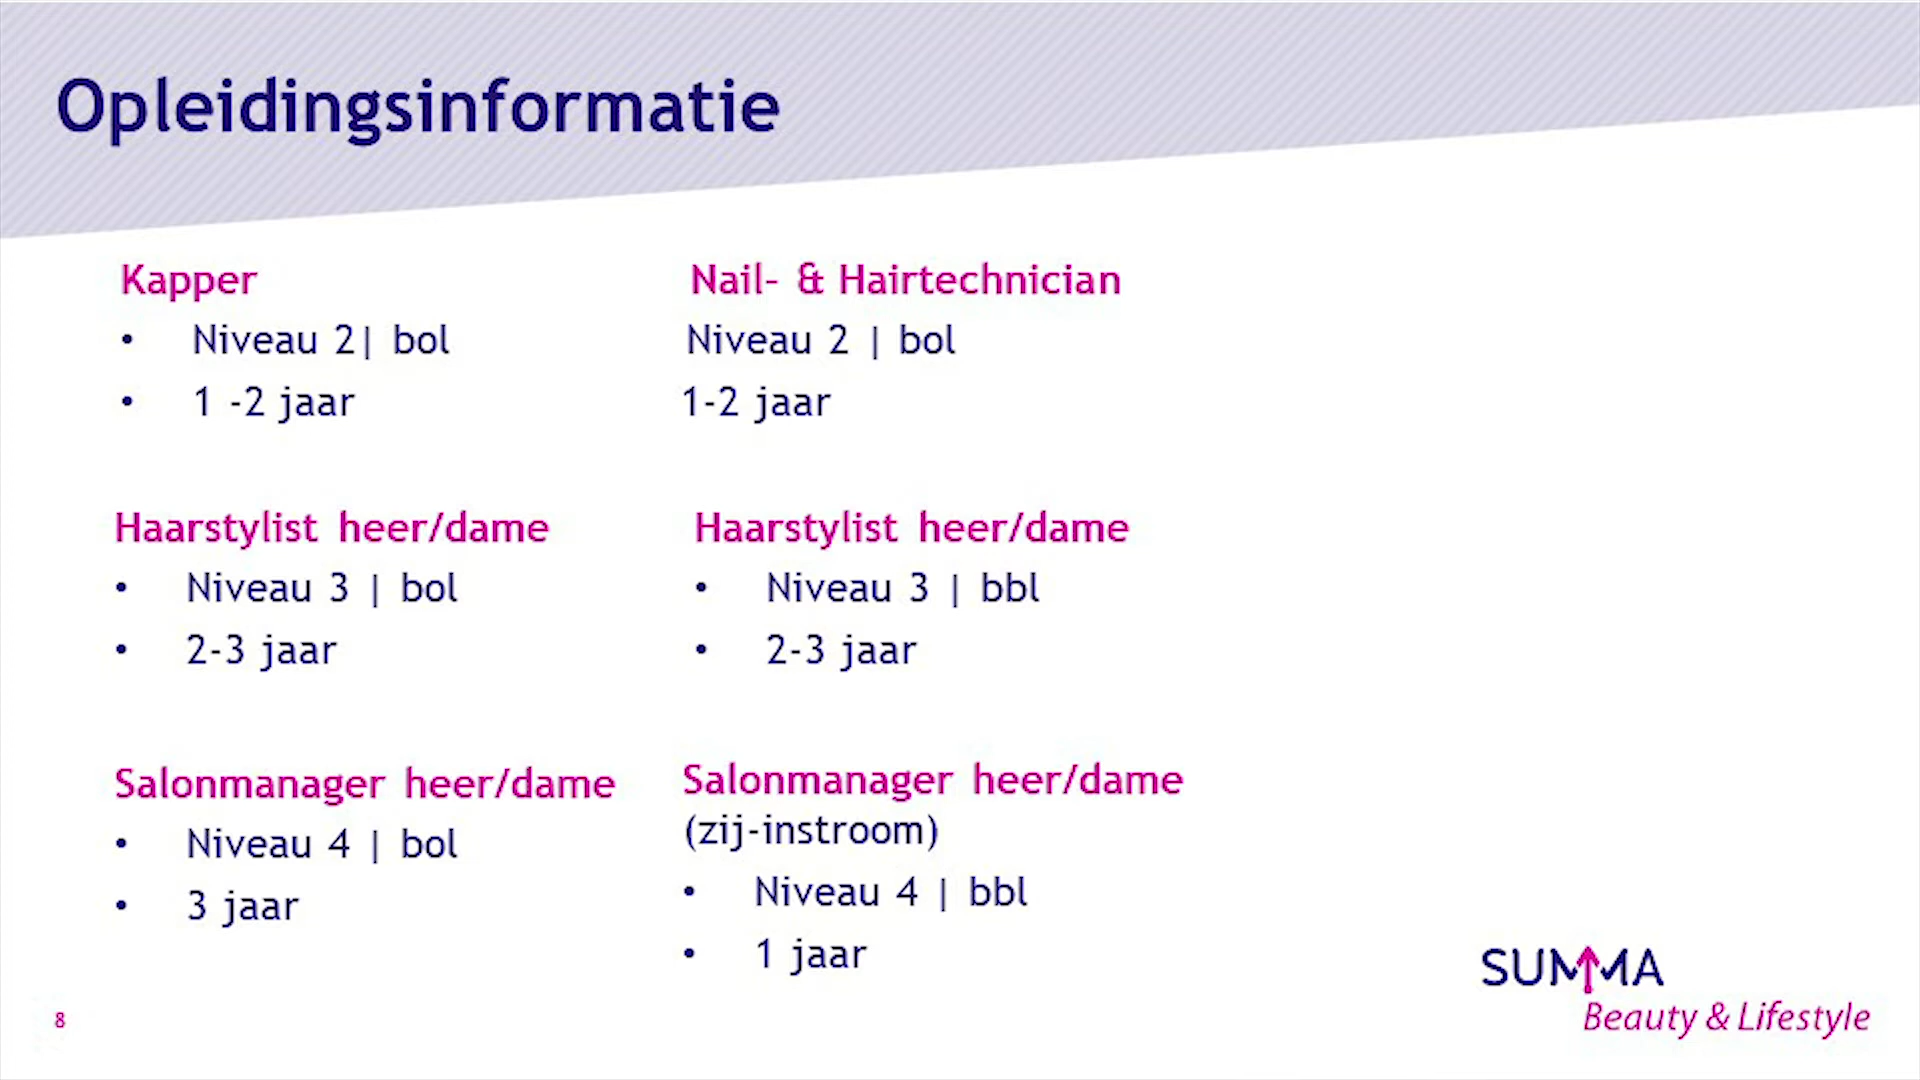 Opleidingsinformatie
Kapper
• Niveau 2| bol
• 1 -2 jaar
Nail- & Hairtechnician
Niveau 2 | bol
1-2 jaar
Haarstylist heer/dame
• Niveau 3 | bol
• 2-3 jaar
Haarstylist heer/dame
• Niveau 3 | bbl
• 2-3 jaar
Salonmanager heer/dame
• Niveau 4 | bol
• 3 jaar
Salonmanager heer/dame
(zij-instroom)
• Niveau 4 | bbl
• 1 jaar
SUMMA
Beauty & Lifestyle
8